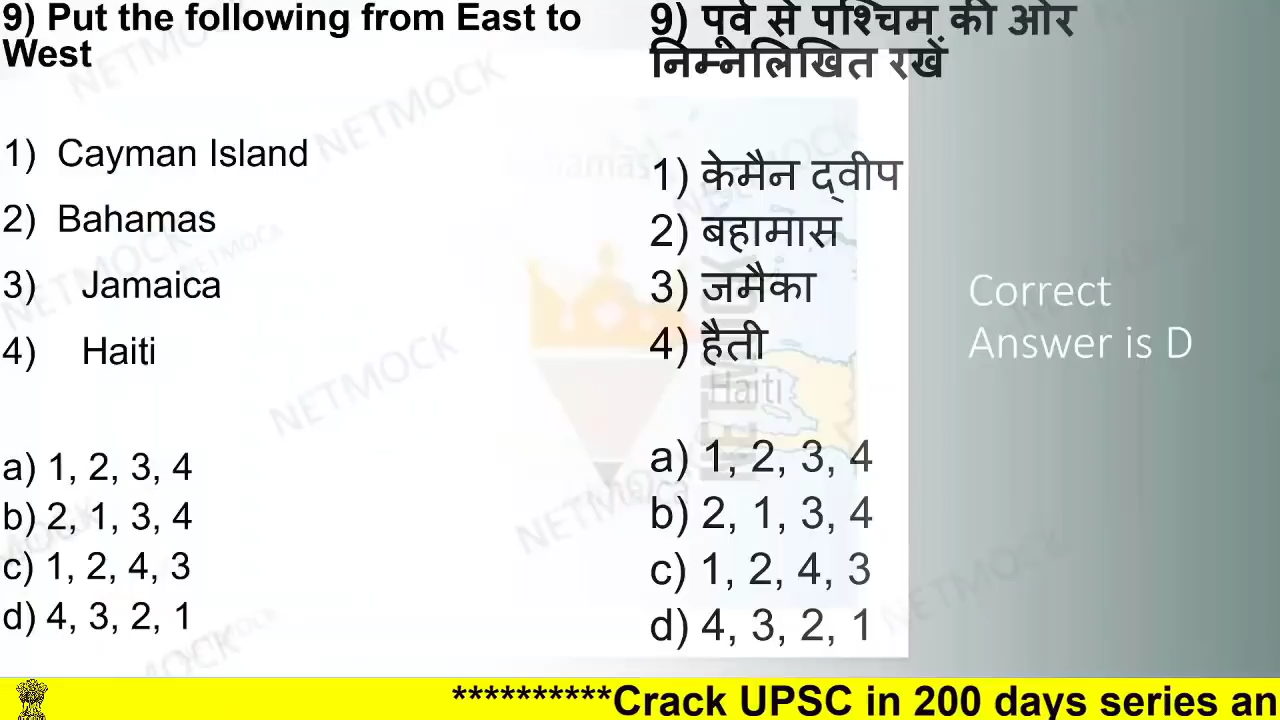 9) Put the following from East to
West
1) Cayman Island
2) Bahamas
3) Jamaica
4) Haiti
a) 1, 2, 3, 4
b) 2, 1, 3, 4
c) 1, 2, 4, 3
d) 4, 3, 2, 1
9) पूर्व से पश्चिम की ओर
निम्नलिखित रखें
1) केमैन द्वीप
2) बहामास
3) जमैका
4) हैती
Haiti
a) 1, 2, 3, 4
b) 2, 1, 3, 4
c) 1, 2, 4, 3
d) 4, 3, 2, 1
Correct
Answer is D
NETMOCK
**********Crack UPSC in 200 days series an